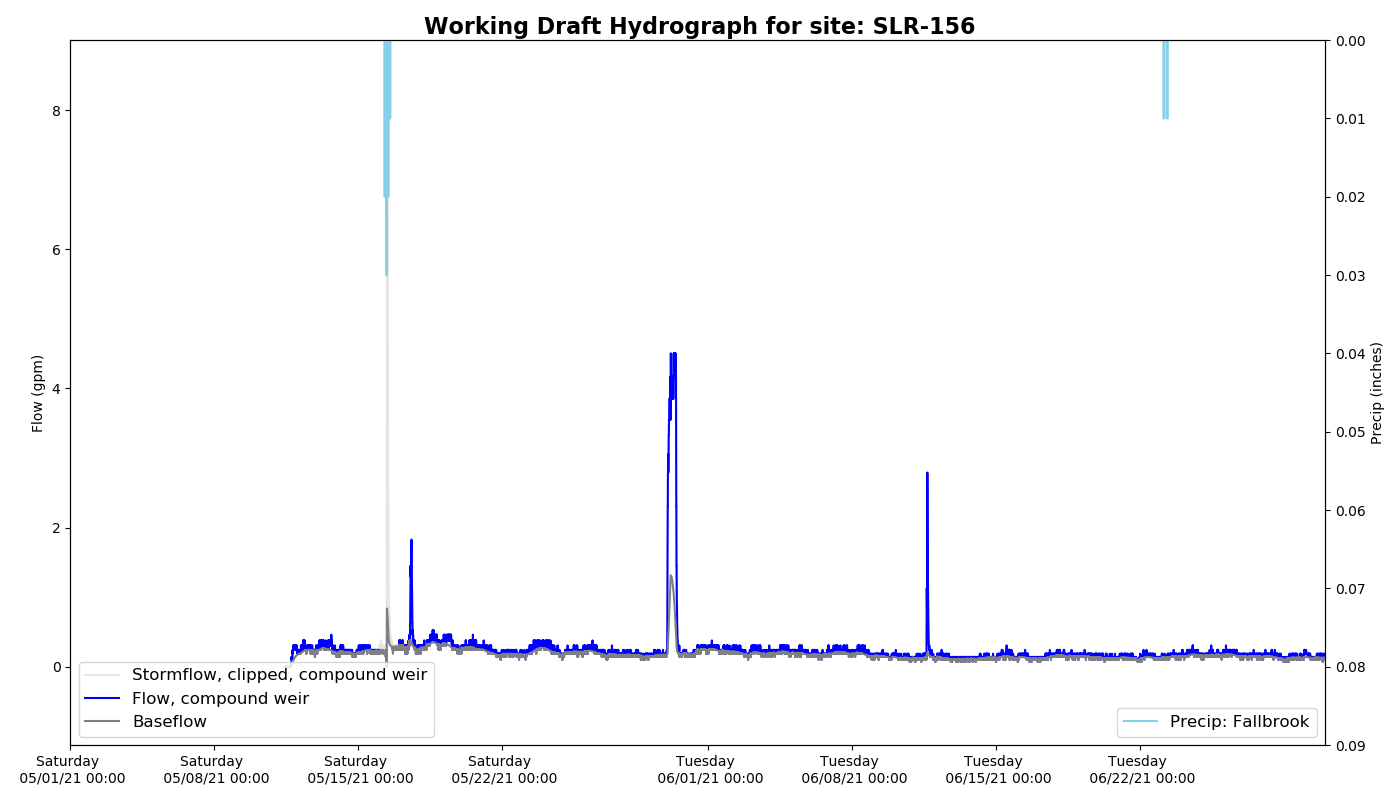 Working Draft Hydrograph for site: SLR-156
Flow (gpm)
8
6
4
2
0
0.00
0.01
0.02
0.03
0.04
0.05
0.06
0.07
0.08
0.09
Precip (inches)
Stormflow, clipped, compound weir
Flow, compound weir
Baseflow
Precip: Fallbrook
Saturday
05/01/21 00:00
Saturday
05/08/21 00:00
Saturday
05/15/21 00:00
Saturday
05/22/21 00:00
Tuesday
06/01/21 00:00
Tuesday
06/08/21 00:00
Tuesday
06/15/21 00:00
Tuesday
06/22/21 00:00